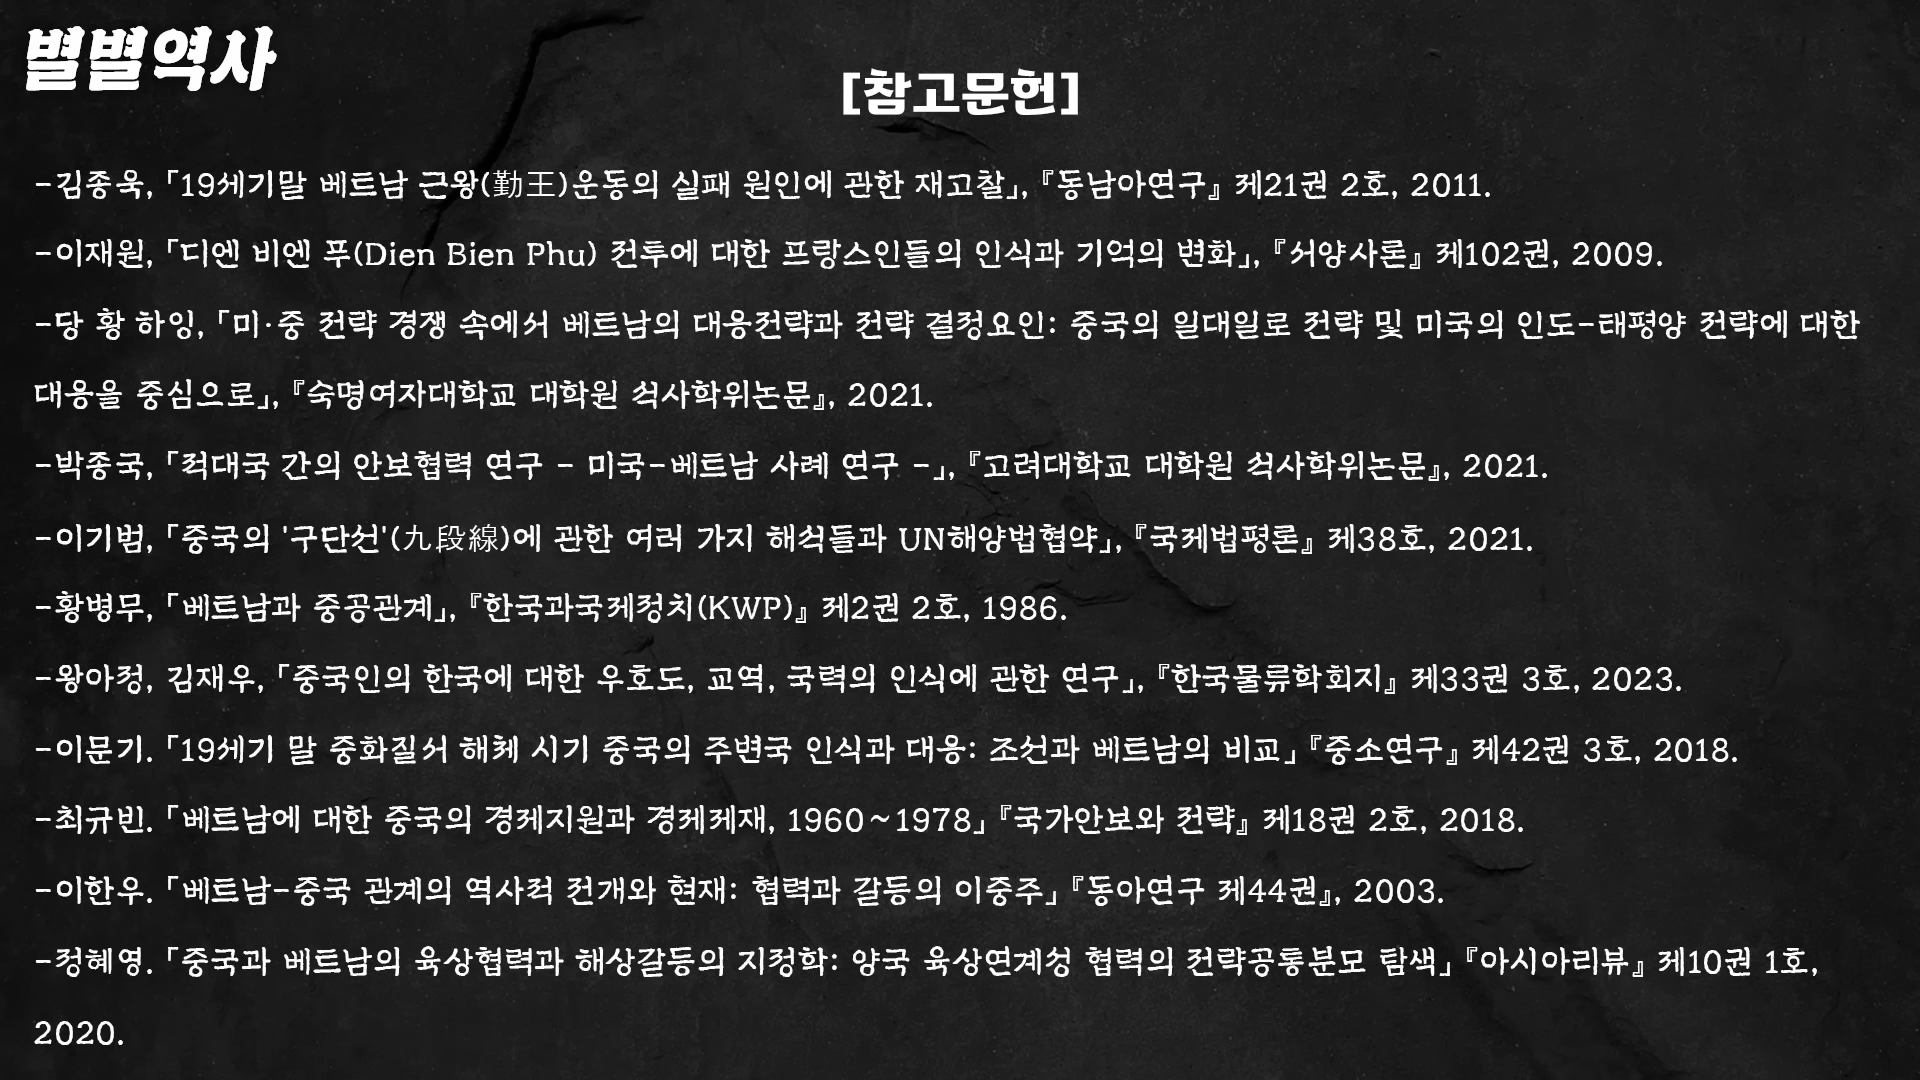 별별역사
[참고문헌]
-김종욱, 「19세기말 베트남 근왕(勤王)운동의 실패 원인에 관한 재고찰」, 『동남아연구』 제21권 2호, 2011.
-이재원, 「디엔 비엔 푸(Dien Bien Phu) 전투에 대한 프랑스인들의 인식과 기억의 변화」, 『서양사론』 제102권, 2009.
-당 황 하잉, 「미·중 전략 경쟁 속에서 베트남의 대응전략과 전략 결정요인: 중국의 일대일로 전략 및 미국의 인도-태평양 전략에 대한
대응을 중심으로」, 『숙명여자대학교 대학원 석사학위논문』, 2021.
-박종국, 「적대국 간의 안보협력 연구 - 미국-베트남 사례 연구 -」, 『고려대학교 대학원 석사학위논문』, 2021.
-이기범, 「중국의 '구단선'(九段線)에 관한 여러 가지 해석들과 UN해양법협약」, 『국제법평론』 제38호, 2021.
-황병무, 「베트남과 중공관계」, 『한국과국제정치(KWP)』 제2권 2호, 1986.
-왕아정, 김재우, 「중국인의 한국에 대한 우호도, 교역, 국력의 인식에 관한 연구」, 『한국물류학회지』 제33권 3호, 2023.
-이문기. 「19세기 말 중화질서 해체 시기 중국의 주변국 인식과 대응: 조선과 베트남의 비교」 『중소연구』 제42권 3호, 2018.
-최규빈. 「베트남에 대한 중국의 경제지원과 경제제재, 1960~1978」 『국가안보와 전략』 제18권 2호, 2018.
-이한우. 「베트남-중국 관계의 역사적 전개와 현재: 협력과 갈등의 이중주」 『동아연구 제44권』, 2003.
-정혜영. 「중국과 베트남의 육상협력과 해상갈등의 지정학: 양국 육상연계성 협력의 전략공통분모 탐색」 『아시아리뷰』 제10권 1호,
2020.